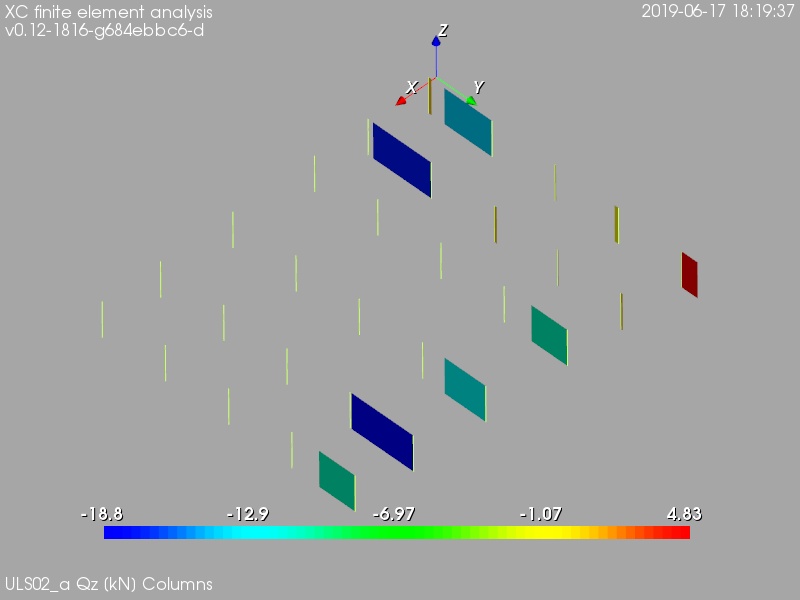 XC finite element analysis
v0.12-1816-g684ebbc6-d
2019-06-17 18:19:37
Z
X
Y
-18.8 -12.9 -6.97 -1.07 4.83
ULS02_a Qz (kN) Columns